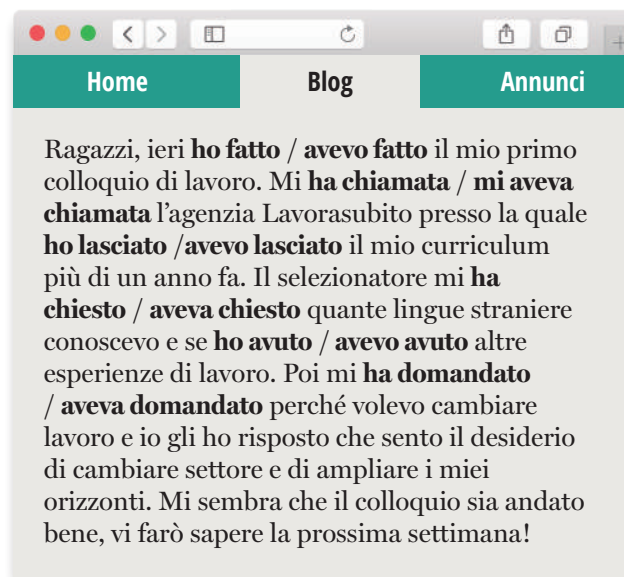 Home Blog Annunci
Ragazzi, ieri ho fatto / avevo fatto il mio primo
colloquio di lavoro. Mi ha chiamata / mi aveva
chiamata l'agenzia Lavorasubito presso la quale
ho lasciato /avevo lasciato il mio curriculum
più di un anno fa. Il selezionatore mi ha
chiesto / aveva chiesto quante lingue straniere
conoscevo e se ho avuto / avevo avuto altre
esperienze di lavoro. Poi mi ha domandato
/ aveva domandato perché volevo cambiare
lavoro e io gli ho risposto che sento il desiderio
di cambiare settore e di ampliare i miei
orizzonti. Mi sembra che il colloquio sia andato
bene, vi farò sapere la prossima settimana!